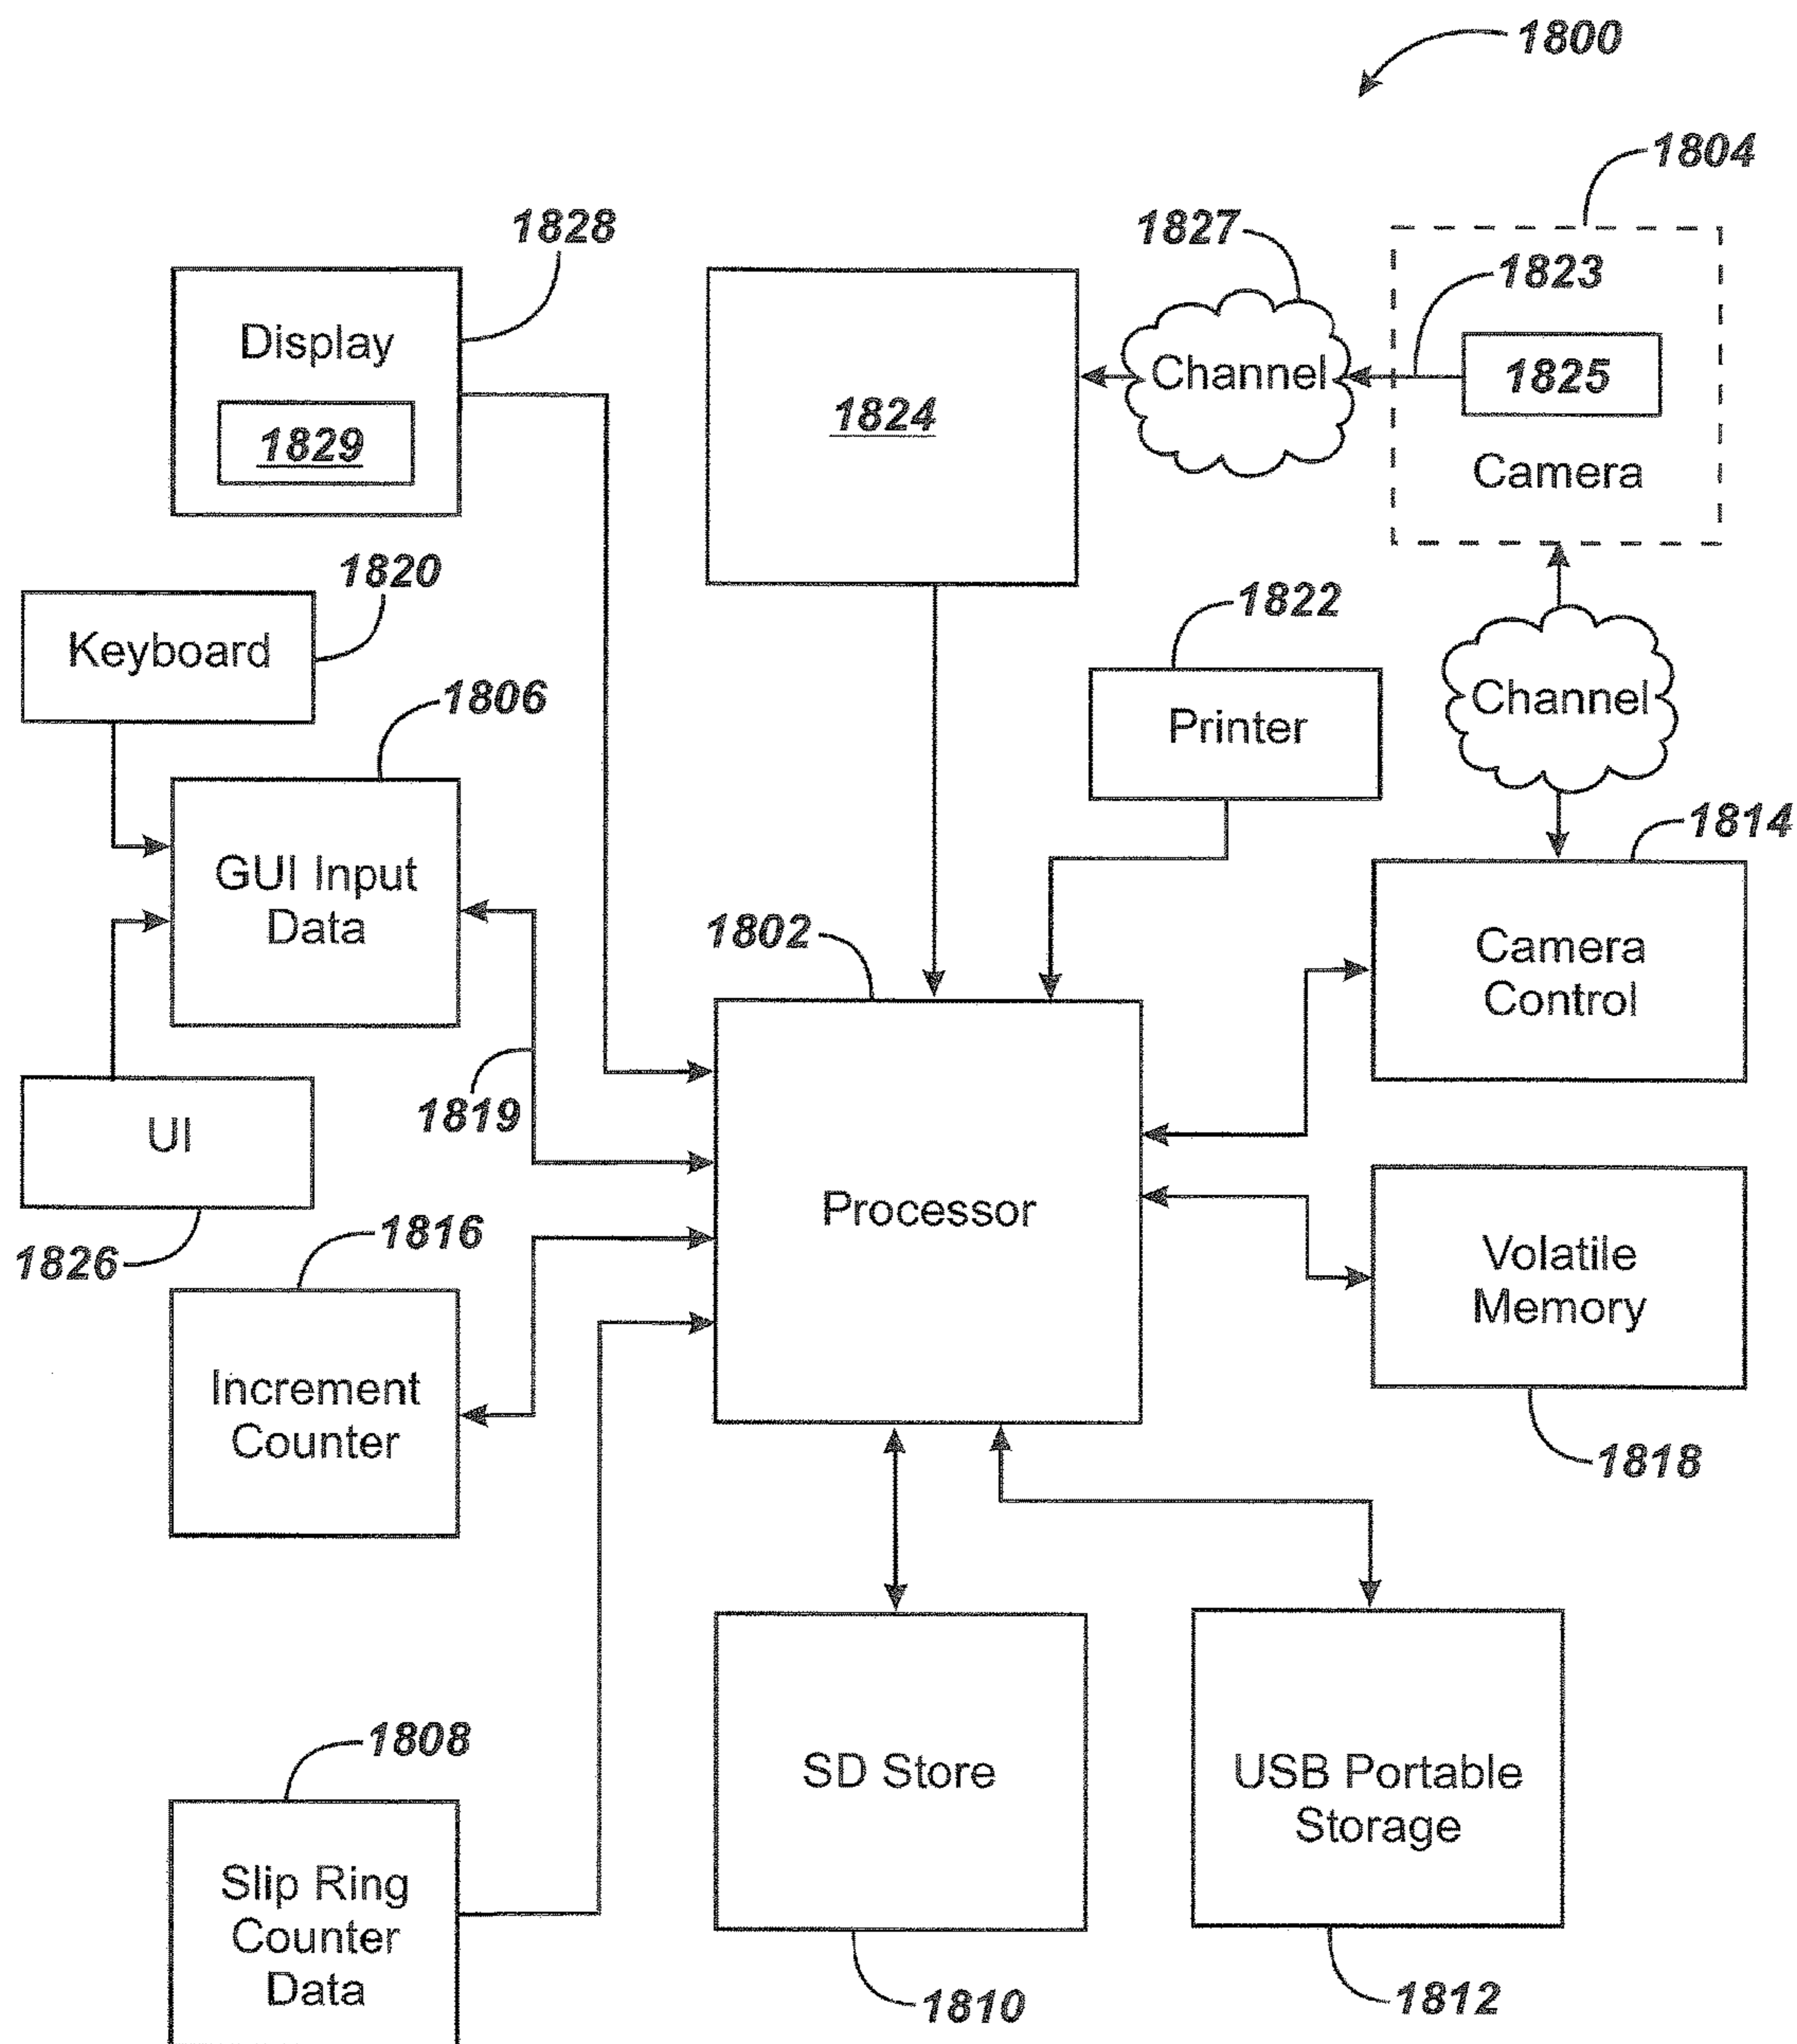 1800
1804
1828
1827
1823
Display
1829
1824
Channel
1825
Camera
1820
Keyboard
1822
1806
Printer
Channel
1814
GUI Input
Data
1802
Camera
Control
1819
UI
Processor
1826
1816
Volatile
Memory
Increment
Counter
1818
1808
SD Store
USB Portable
Storage
Slip Ring
Counter
Data
1810
1812